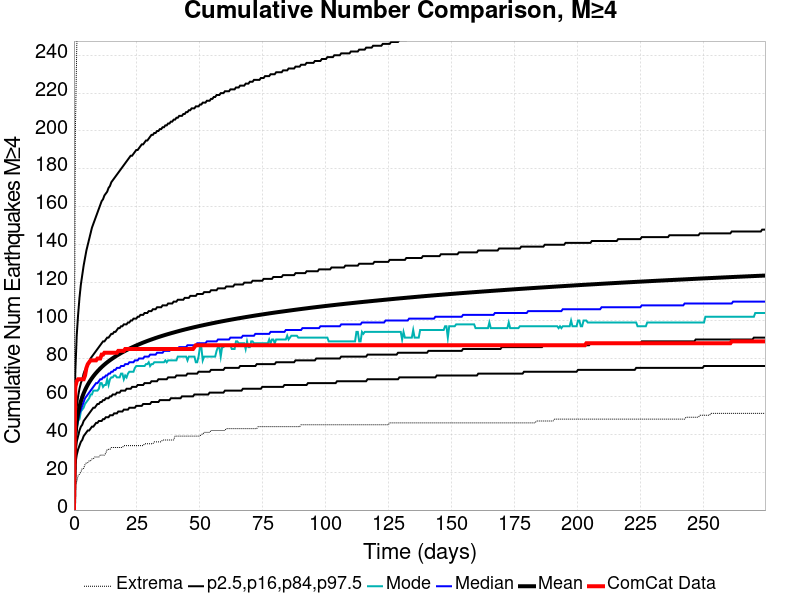 Cumulative Number Comparison, M≥4
Cumulative Num Earthquakes M≥4
240
220
200
180
160
140
120
100
80
60
40
20
0
0 25 50 75 100 125 150 175 200 225 250
Time (days)
Extrema p2.5,p16,p84,p97.5 Mode Median Mean ComCat Data